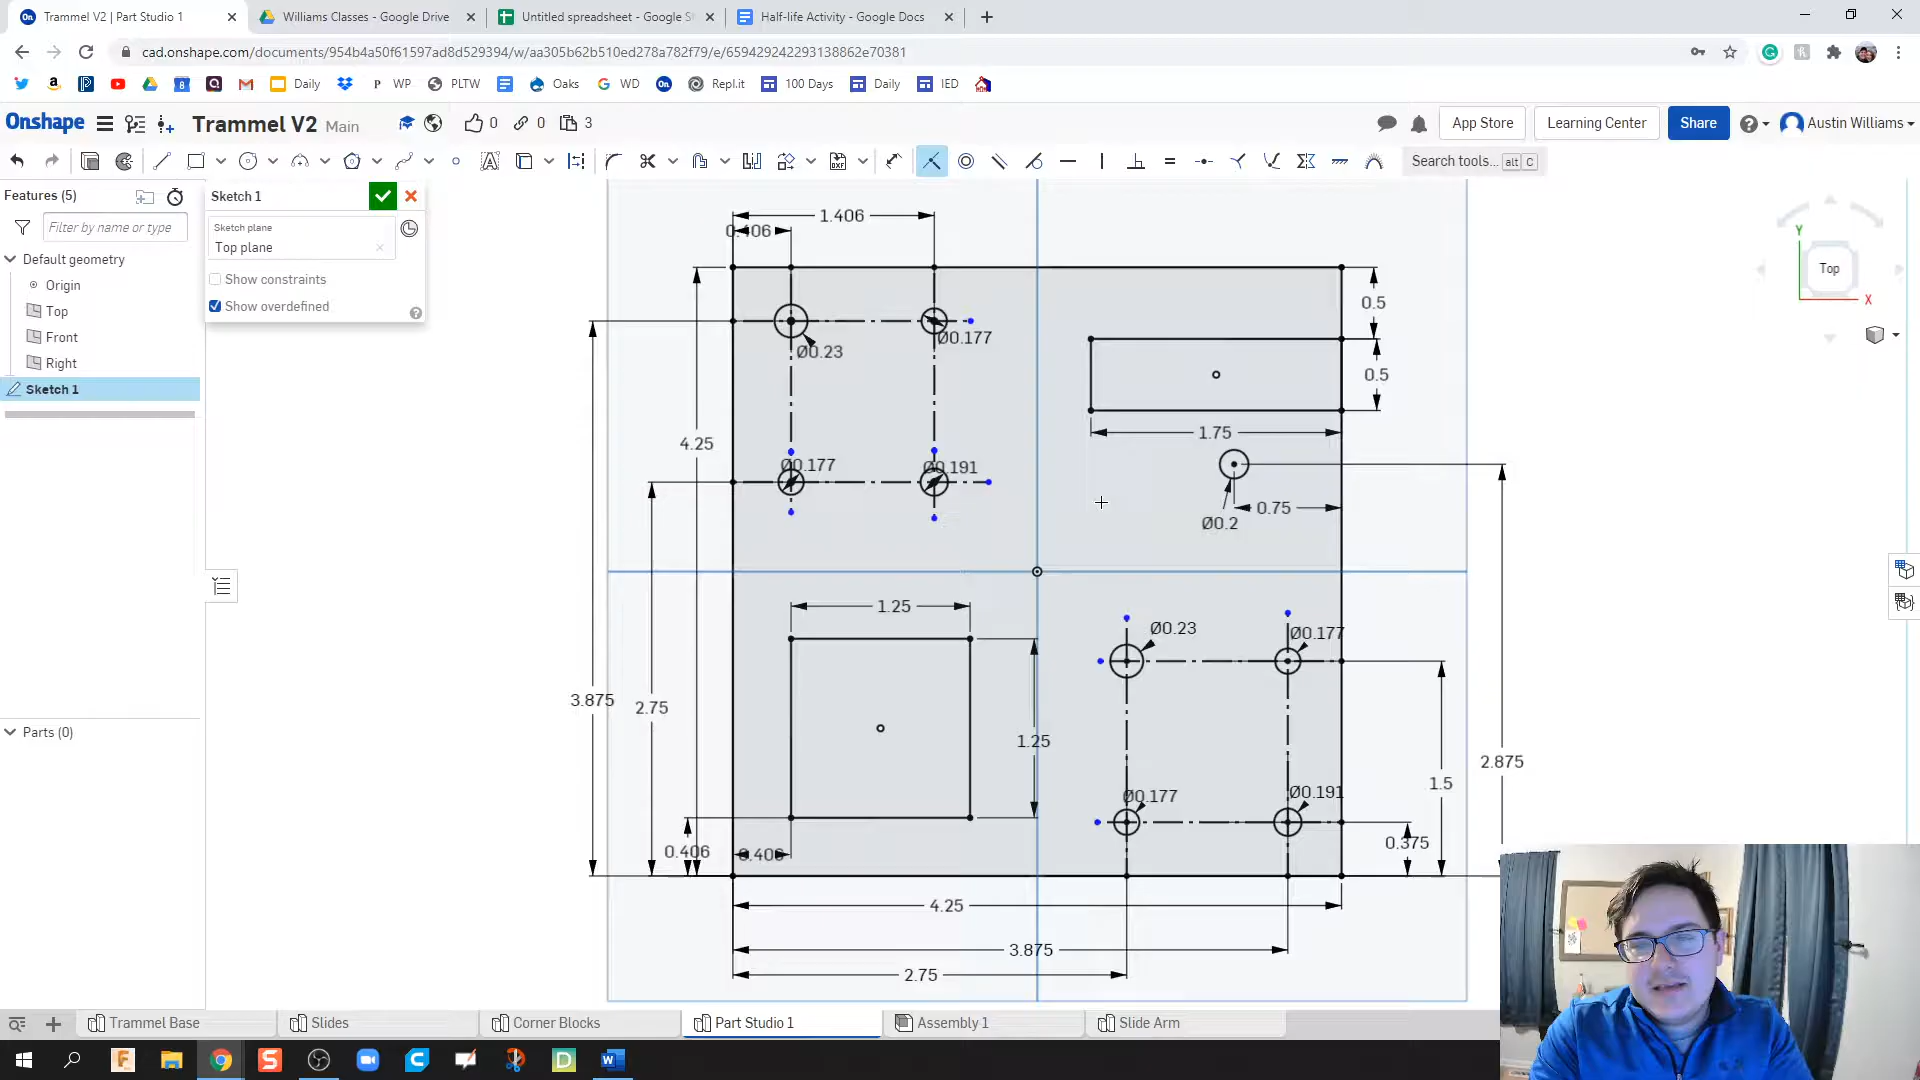 Trammel V2 | Part Studio 1
Williams Classes - Google Drive
Untitled spreadsheet - Google S
Half-life Activity - Google Docs
cad.onshape.com/documents/954b4a50f61597ad8d529394/w/aa305b62b510ed278a782f79/e/659429242293138862e70381
Daily
WP
PLTW
Oaks
WD
Repl.it
100 Days
Daily
IED
Onshape
Trammel V2 Main
0
0
3
App Store
Learning Center
Share
Austin Williams
Search tools... alt C
Features (5)
Filter by name or type
Default geometry
Origin
Top
Front
Right
Sketch 1
Parts (0)
Sketch 1
Sketch plane
Top plane
Show constraints
Show overdefined
1.406
0.406
0.5
Ø0.177
Ø0.23
0.5
1.75
4.25
Ø0.177
Ø0.191
0.75
Ø0.2
1.25
Ø0.23
Ø0.177
3.875
2.75
1.25
2.875
1.5
Ø0.177
Ø0.191
0.375
0.406
0.406
4.25
3.875
2.75
Y
Top
X
Trammel Base
Slides
Corner Blocks
Part Studio 1
Assembly 1
Slide Arm